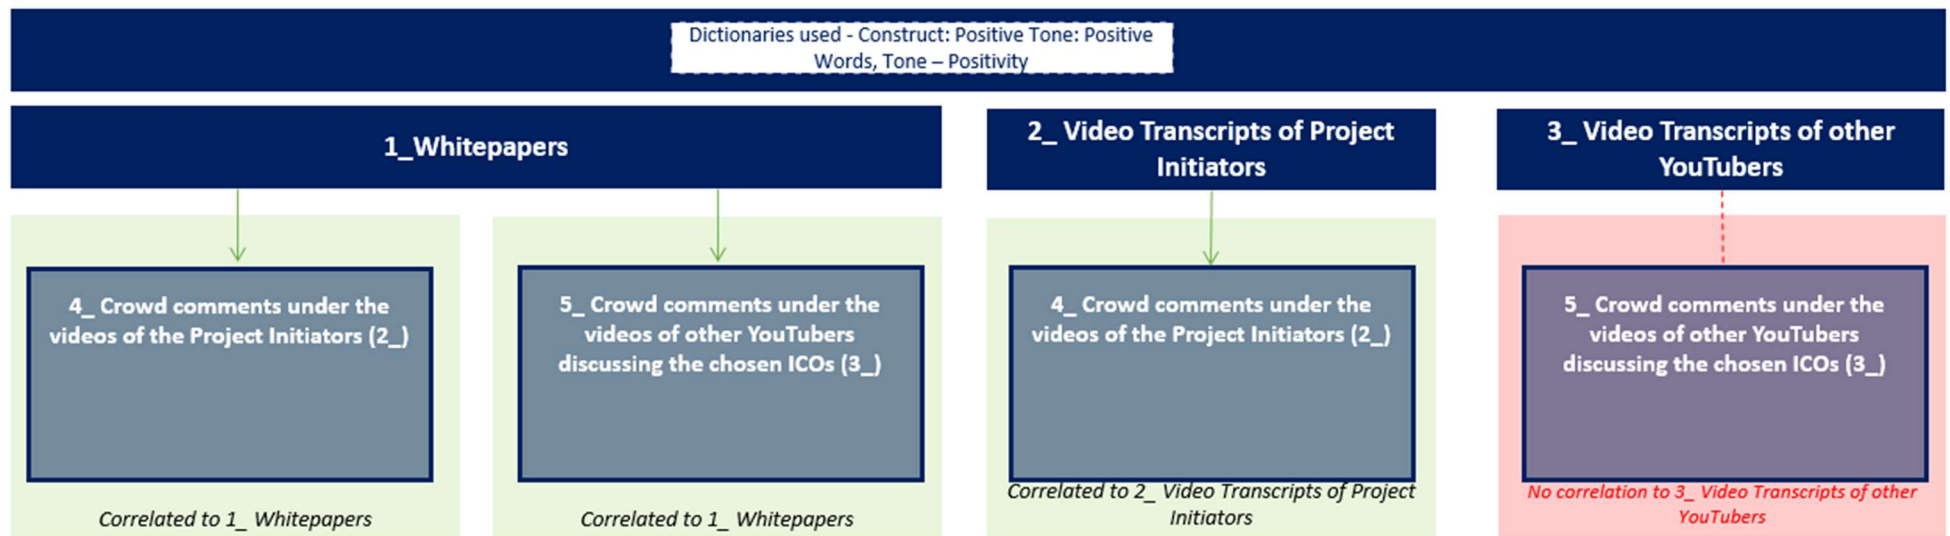 Dictionaries used - Construct: Positive Tone: Positive
Words, Tone – Positivity
1_Whitepapers
2_ Video Transcripts of Project
Initiators
3_ Video Transcripts of other
YouTubers
4_ Crowd comments under the
videos of the Project Initiators (2_)
Correlated to 1_ Whitepapers
5_ Crowd comments under the
videos of other YouTubers
discussing the chosen ICOs (3_)
Correlated to 1_ Whitepapers
4_ Crowd comments under the
videos of the Project Initiators (2_)
Correlated to 2_ Video Transcripts of Project
Initiators
5_ Crowd comments under the
videos of other YouTubers
discussing the chosen ICOs (3_)
No correlation to 3_ Video Transcripts of other
YouTubers